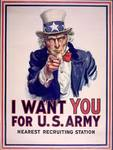 I WANT YOU
FOR U.S. ARMY
NEAREST RECRUITING STATION